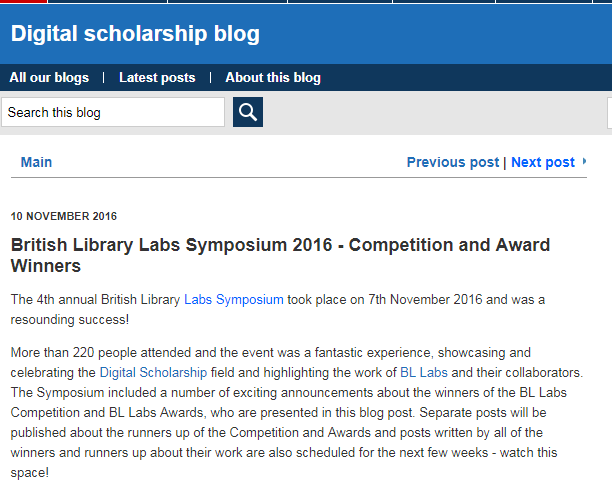 Digital scholarship blog
All our blogs | Latest posts | About this blog
Search this blog
Main Previous post | Next post
10 NOVEMBER 2016
British Library Labs Symposium 2016 - Competition and Award
Winners
The 4th annual British Library Labs Symposium took place on 7th November 2016 and was a
resounding success!
More than 220 people attended and the event was a fantastic experience, showcasing and
celebrating the Digital Scholarship field and highlighting the work of BL Labs and their collaborators.
The Symposium included a number of exciting announcements about the winners of the BL Labs
Competition and BL Labs Awards, who are presented in this blog post. Separate posts will be
published about the runners up of the Competition and Awards and posts written by all of the
winners and runners up about their work are also scheduled for the next few weeks - watch this
space!